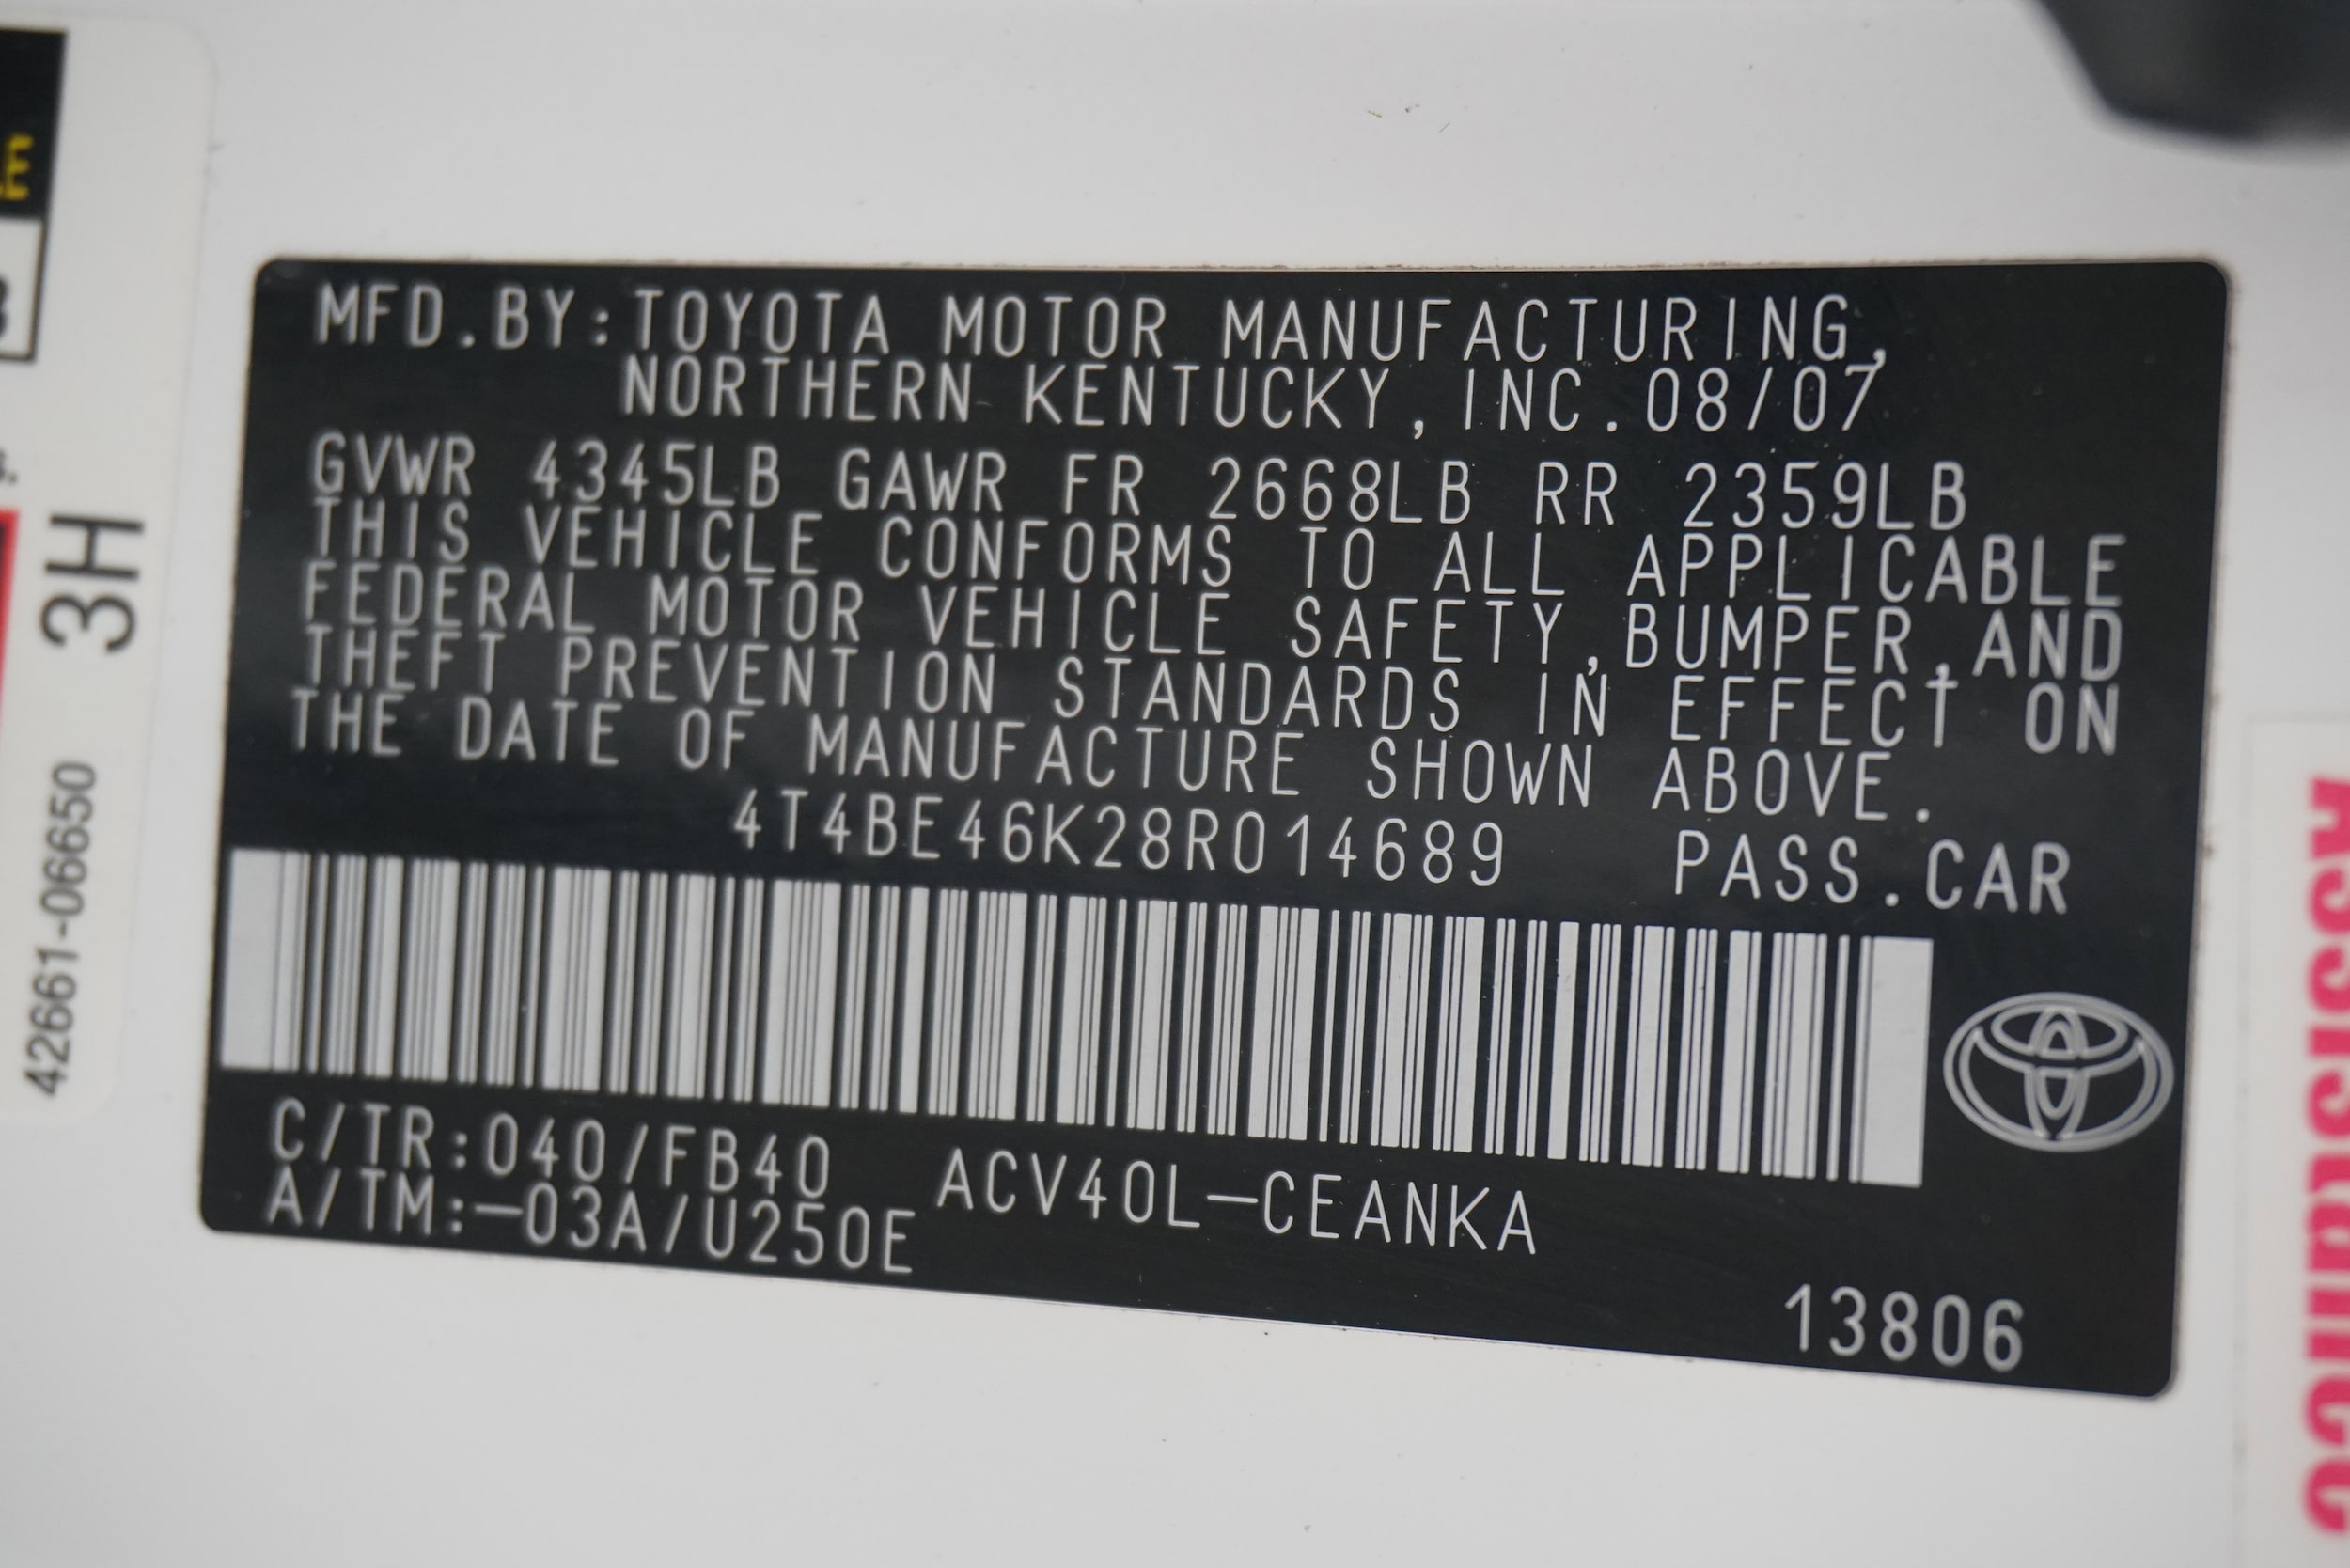 MFD.BY:TOYOTA MOTOR MANUFACTURING,
NORTHERN KENTUCKY, INC.08/07
GVWR 4345LB GAWR FR 2668LB RR 2359LB
THIS VEHICLE CONFORMS TO ALL APPLICABLE
FEDERAL MOTOR VEHICLE SAFETY,BUMPER,AND
THEFT PREVENTION STANDARDS IN EFFECT ON
THE DATE OF MANUFACTURE SHOWN ABOVE.
4T4BE46K28R014689 PASS.CAR
C/TR:040/FB40 ACV40L-CEANKA
A/TM:-03A/U250E
13806
3H
42661-06650
Assistance